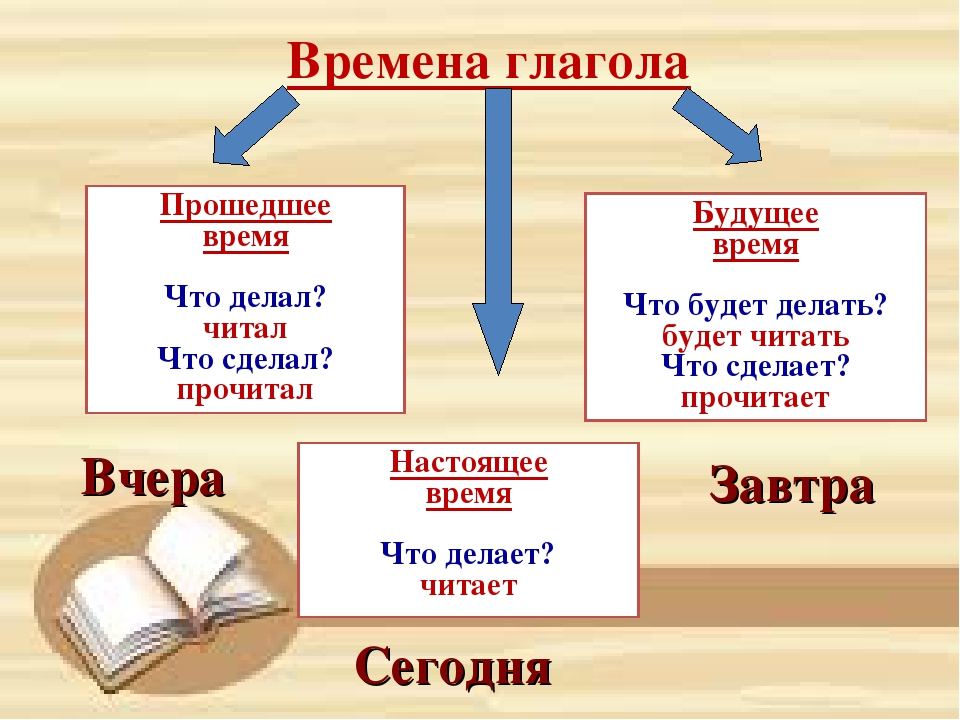 Времена глагола
Прошедшее
время
Что делал?
читал
Что сделал?
прочитал
Будущее
время
Что будет делать?
будет читать
Что сделает?
прочитает
Вчера
Завтра
Настоящее
время
Что делает?
читает
Сегодня